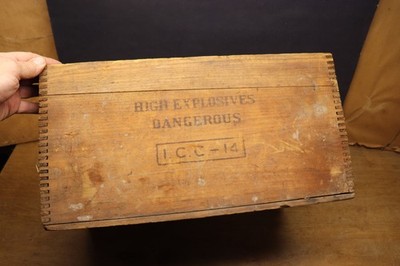 HIGH EXPLOSIVES
DANGEROUS
I.C.C-14